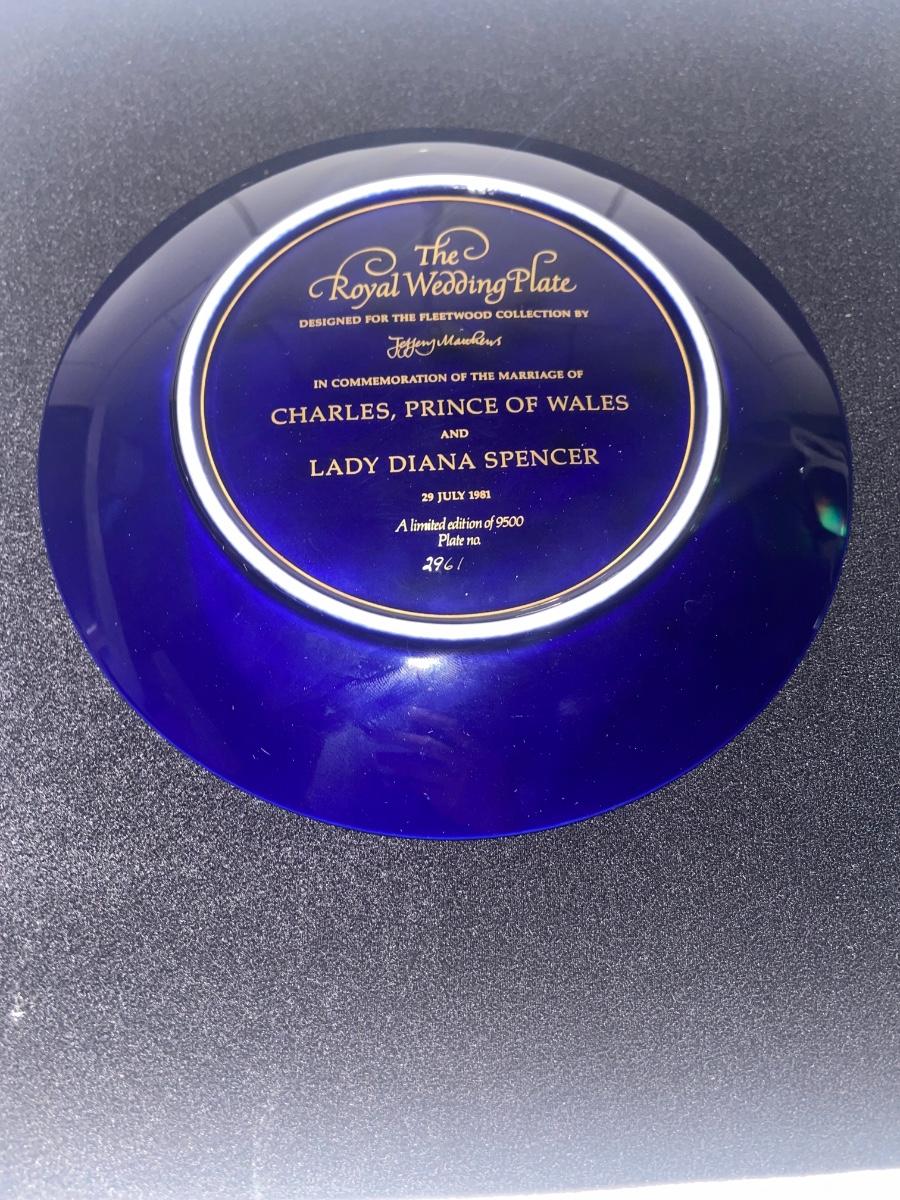 The
Royal Wedding Plate
DESIGNED FOR THE FLEETWOOD COLLECTION BY
Jeffery Matthews
IN COMMEMORATION OF THE MARRIAGE OF
CHARLES, PRINCE OF WALES
AND
LADY DIANA SPENCER
29 JULY 1981
A limited edition of 9500
Plate no.
2961